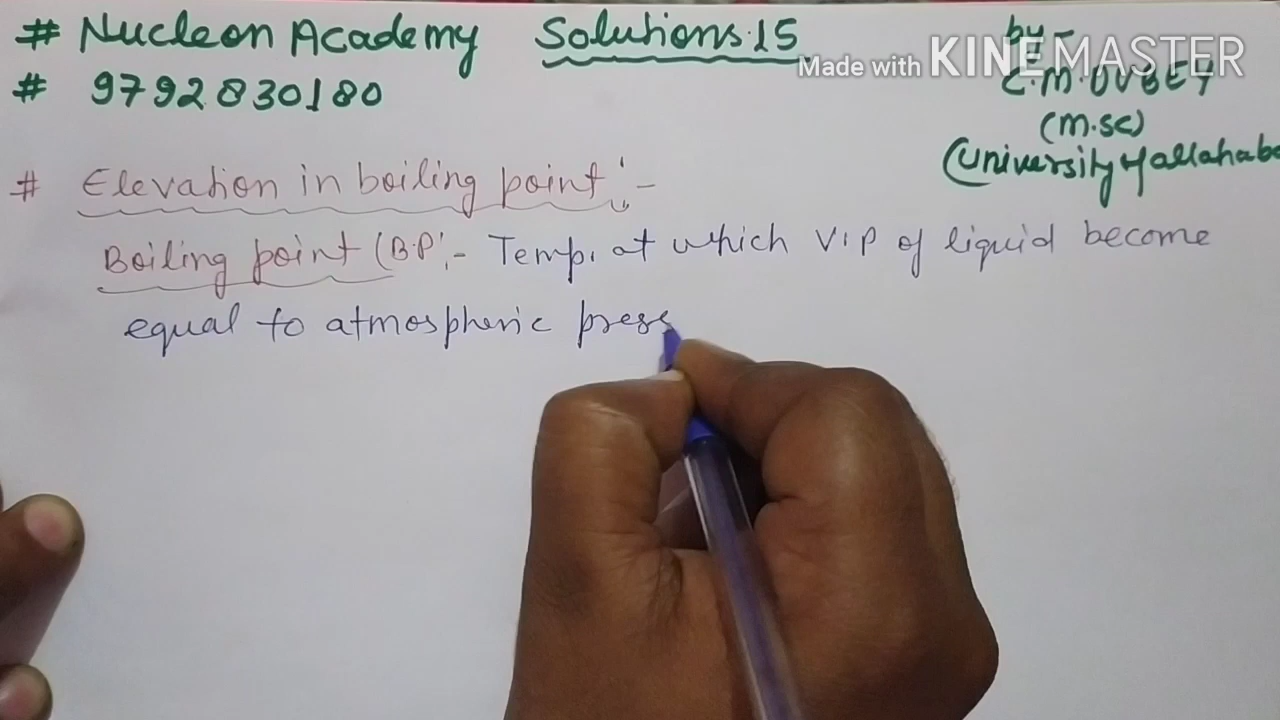 # Nucleon Academy Solutions.15 by-
Made with KINEMASTER
# 9792830180 C.M.DUBEY
(M.Sc)
(University of allahaba
# Elevation in boiling point :-
Boiling point (B.P :- Temp. at which V.P of liquid become
equal to atmospheric press